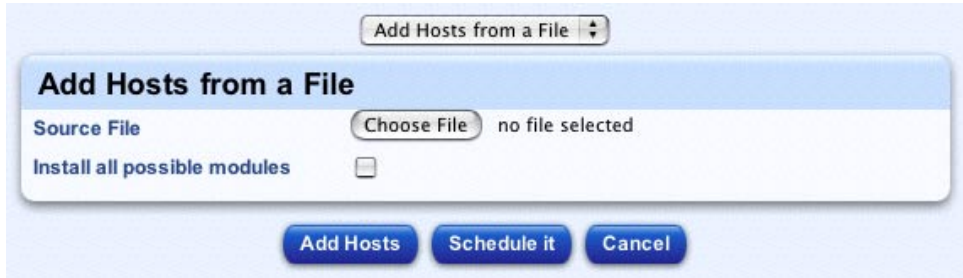 Add Hosts from a File
Add Hosts from a File
Source File Choose File no file selected
Install all possible modules
Add Hosts Schedule it Cancel